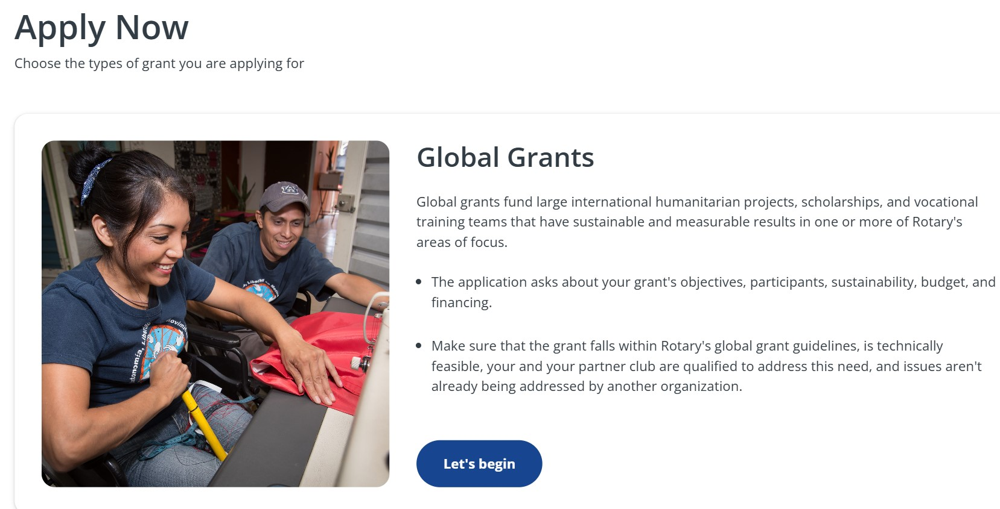 Apply Now
Choose the types of grant you are applying for
Global Grants
Global grants fund large international humanitarian projects, scholarships, and vocational
training teams that have sustainable and measurable results in one or more of Rotary's
areas of focus.
• The application asks about your grant's objectives, participants, sustainability, budget, and
financing.
• Make sure that the grant falls within Rotary's global grant guidelines, is technically
feasible, your and your partner club are qualified to address this need, and issues aren't
already being addressed by another organization.
Let's begin